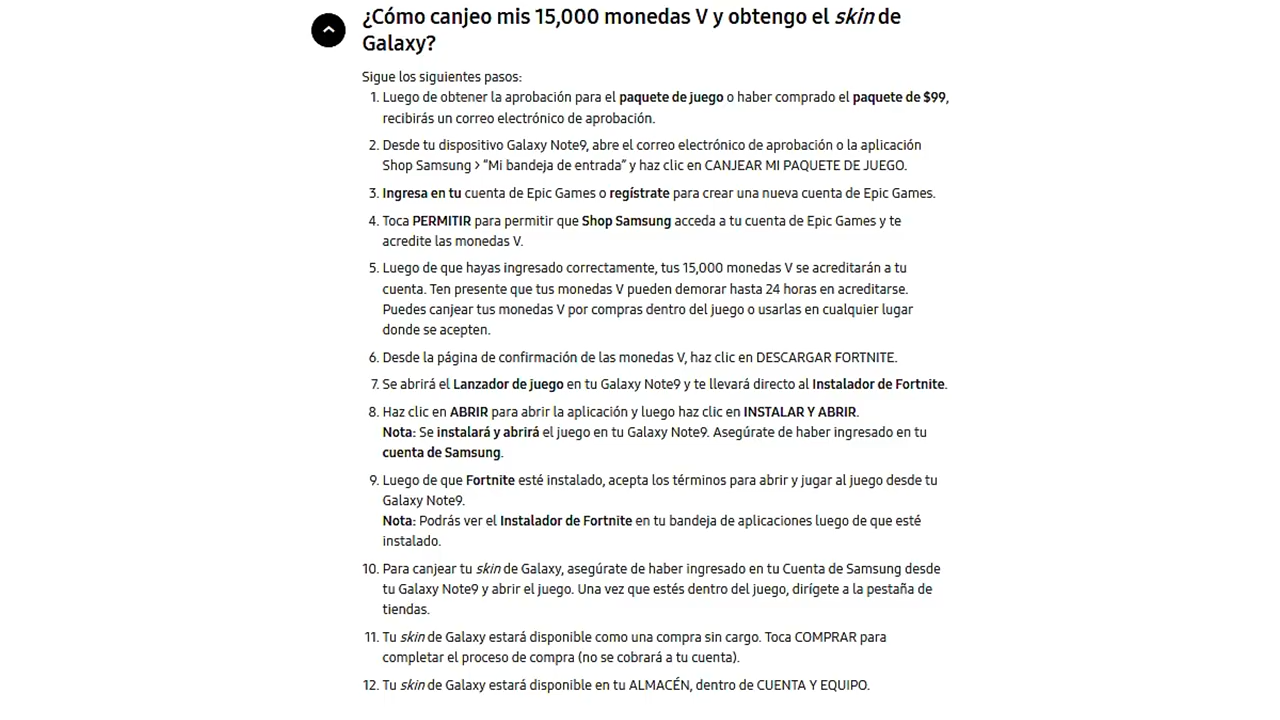 ¿Cómo canjeo mis 15,000 monedas V y obtengo el skin de
Galaxy?
Sigue los siguientes pasos:
1. Luego de obtener la aprobación para el paquete de juego o haber comprado el paquete de $99,
recibirás un correo electrónico de aprobación.
2. Desde tu dispositivo Galaxy Note9, abre el correo electrónico de aprobación o la aplicación
Shop Samsung > “Mi bandeja de entrada” y haz clic en CANJEAR MI PAQUETE DE JUEGO.
3. Ingresa en tu cuenta de Epic Games o regístrate para crear una nueva cuenta de Epic Games.
4. Toca PERMITIR para permitir que Shop Samsung acceda a tu cuenta de Epic Games y te
acredite las monedas V.
5. Luego de que hayas ingresado correctamente, tus 15,000 monedas V se acreditarán a tu
cuenta. Ten presente que tus monedas V pueden demorar hasta 24 horas en acreditarse.
Puedes canjear tus monedas V por compras dentro del juego o usarlas en cualquier lugar
donde se acepten.
6. Desde la página de confirmación de las monedas V, haz clic en DESCARGAR FORTNITE.
7. Se abrirá el Lanzador de juego en tu Galaxy Note9 y te llevará directo al Instalador de Fortnite.
8. Haz clic en ABRIR para abrir la aplicación y luego haz clic en INSTALAR Y ABRIR.
Nota: Se instalará y abrirá el juego en tu Galaxy Note9. Asegúrate de haber ingresado en tu
cuenta de Samsung.
9. Luego de que Fortnite esté instalado, acepta los términos para abrir y jugar al juego desde tu
Galaxy Note9.
Nota: Podrás ver el Instalador de Fortnite en tu bandeja de aplicaciones luego de que esté
instalado.
10. Para canjear tu skin de Galaxy, asegúrate de haber ingresado en tu Cuenta de Samsung desde
tu Galaxy Note9 y abrir el juego. Una vez que estés dentro del juego, dirígete a la pestaña de
tiendas.
11. Tu skin de Galaxy estará disponible como una compra sin cargo. Toca COMPRAR para
completar el proceso de compra (no se cobrará a tu cuenta).
12. Tu skin de Galaxy estará disponible en tu ALMACÉN, dentro de CUENTA Y EQUIPO.